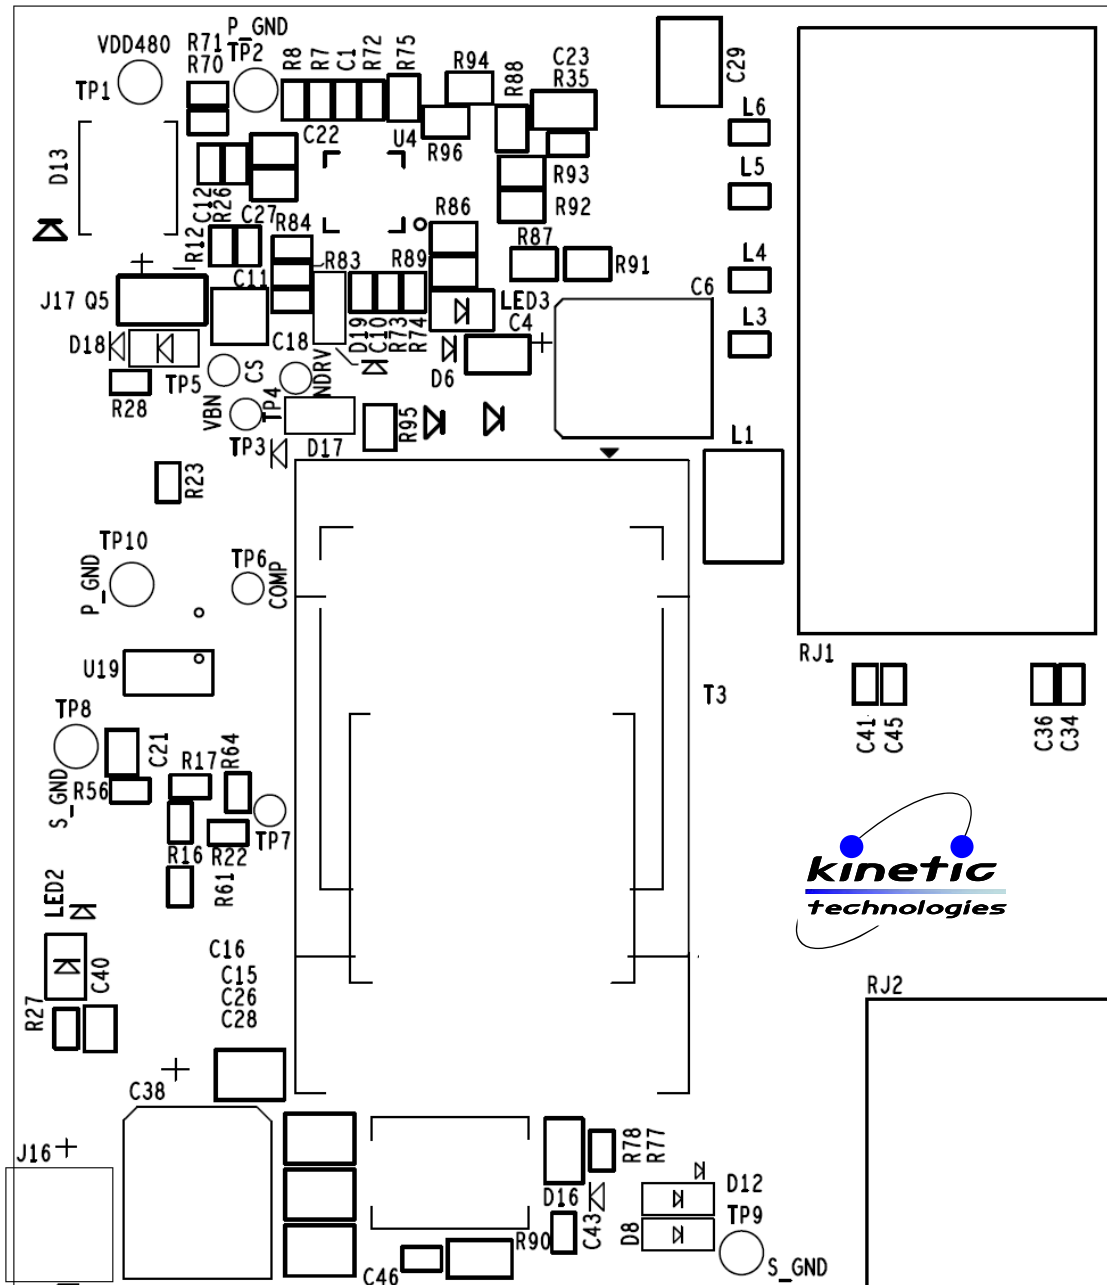 P_GND
VDD480
R71
R70
TP2
R8
R7
C1
R72
R75
R94
R88
C23
R35
C29
TP1
L6
C22
U4
R96
D13
R93
L5
C12
R26
C27
R84
R86
R92
R12
R83
R89
R87
R91
L4
J17
Q5
C11
LED3
C6
D18
C18
D19
C10
R73
R74
C4
L3
TP5
CS
NDRV
D6
R28
VBN
TP4
TP3
D17
R95
L1
R23
TP10
P_GND
TP6
COMP
U19
RJ1
T3
TP8
C21
R17
R64
C41
C45
C36
C34
S_GND
R56
TP7
R16
R22
kinetic
technologies
LED2
R61
C16
C40
C15
C26
C28
R27
RJ2
C38
J16
R78
R77
D16
D12
C43
D8
TP9
R90
C46
S_GND